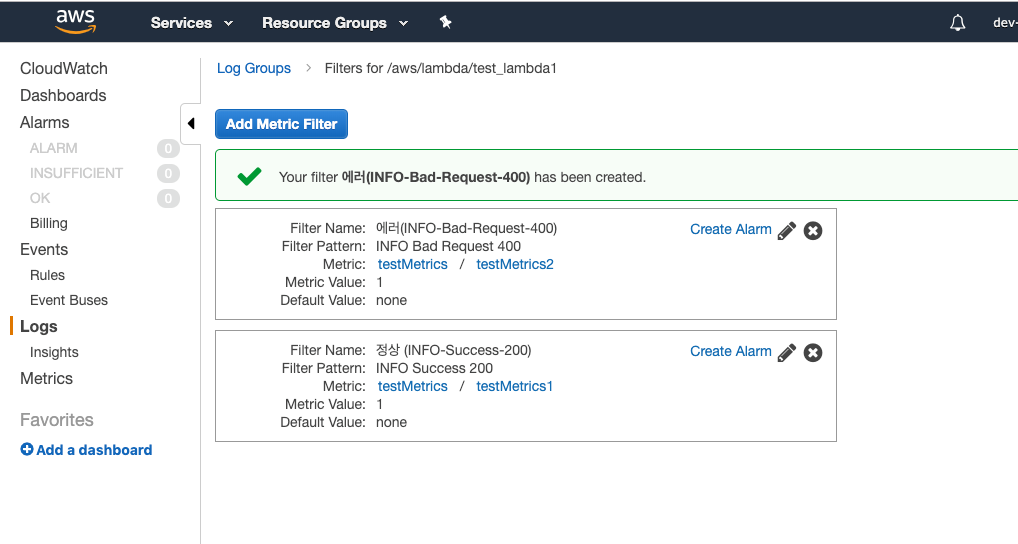 aws Services Resource Groups dev-
CloudWatch
Dashboards
Alarms
ALARM 0
INSUFFICIENT 0
OK 0
Billing
Events
Rules
Event Buses
Logs
Insights
Metrics
Favorites
Add a dashboard
Log Groups > Filters for /aws/lambda/test_lambda1
Add Metric Filter
Your filter 에러(INFO-Bad-Request-400) has been created.
Filter Name: 에러(INFO-Bad-Request-400) Create Alarm
Filter Pattern: INFO Bad Request 400
Metric: testMetrics / testMetrics2
Metric Value: 1
Default Value: none
Filter Name: 정상 (INFO-Success-200) Create Alarm
Filter Pattern: INFO Success 200
Metric: testMetrics / testMetrics1
Metric Value: 1
Default Value: none